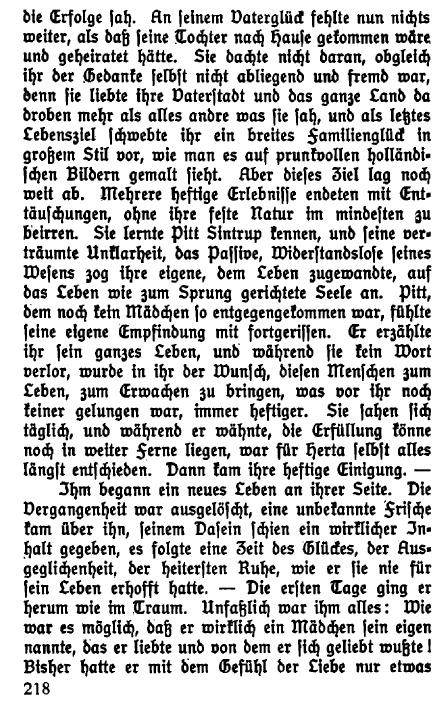 die Erfolge ſah. An ſeinem Vaterglück fehlte nun nichts
weiter, als daß ſeine Tochter nach Hauſe gekommen wäre
und geheiratet hätte. Sie dachte nicht daran, obgleich
ihr der Gedanke ſelbſt nicht abliegend und fremd war,
denn ſie liebte ihre Vaterſtadt und das ganze Land da
droben mehr als alles andre was ſie ſah, und als letztes
Lebensziel ſchwebte ihr ein breites Familienglück in
großem Stil vor, wie man es auf prunkvollen holländi-
ſchen Bildern gemalt ſieht. Aber dieſes Ziel lag noch
weit ab. Mehrere heftige Erlebniſſe endeten mit Ent-
täuſchungen, ohne ihre feſte Natur im mindeſten zu
beirren. Sie lernte Pitt Sintrup kennen, und ſeine ver-
träumte Unklarheit, das Paſſive, Widerſtandsloſe ſeines
Weſens zog ihre eigene, dem Leben zugewandte, auf
das Leben wie zum Sprung gerichtete Seele an. Pitt,
dem noch kein Mädchen ſo entgegengekommen war, fühlte
ſeine eigene Empfindung mit fortgeriſſen. Er erzählte
ihr ſein ganzes Leben, und während ſie kein Wort
verlor, wurde in ihr der Wunſch, dieſen Menſchen zum
Leben, zum Erwachen zu bringen, was vor ihr noch
keiner gelungen war, immer heftiger. Sie ſahen ſich
täglich, und während er wähnte, die Erfüllung könne
noch in weiter Ferne liegen, war für Herta ſelbſt alles
längſt entſchieden. Dann kam ihre heftige Einigung. —
Ihm begann ein neues Leben an ihrer Seite. Die
Vergangenheit war ausgelöſcht, eine unbekannte Friſche
kam über ihn, ſeinem Daſein ſchien ein wirklicher In-
halt gegeben, es folgte eine Zeit des Glückes, der Aus-
geglichenheit, der heiterſten Ruhe, wie er ſie nie für
ſein Leben erhofft hatte. — Die erſten Tage ging er
herum wie im Traum. Unfaßlich war ihm alles: Wie
war es möglich, daß er wirklich ein Mädchen ſein eigen
nannte, das er liebte und von dem er ſich geliebt wußte!
Bisher hatte er mit dem Gefühl der Liebe nur etwas
218